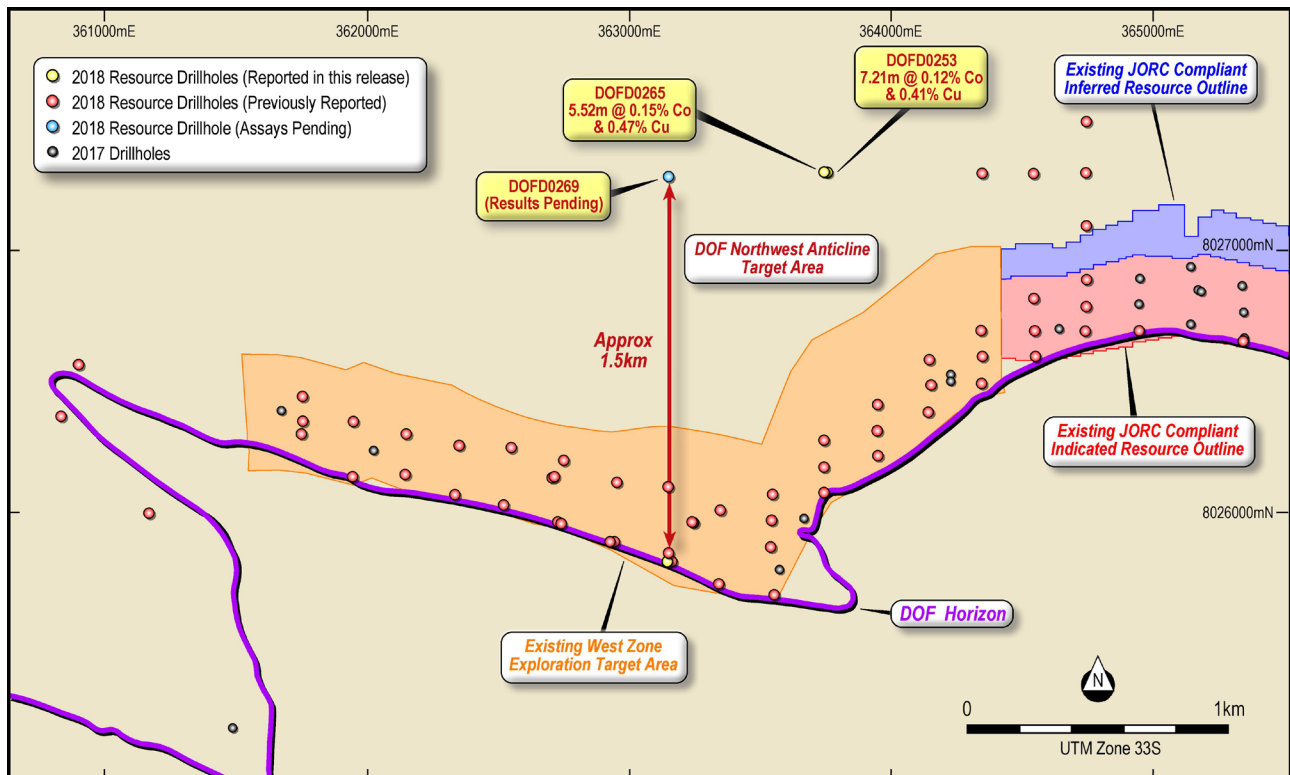 361000mE
362000mE
363000mE
364000mE
365000mE
2018 Resource Drillholes (Reported in this release)
2018 Resource Drillholes (Previously Reported)
2018 Resource Drillhole (Assays Pending)
2017 Drillholes
DOFD0265
5.52m @ 0.15% Co
& 0.47% Cu
DOFD0253
7.21m @ 0.12% Co
& 0.41% Cu
Existing JORC Compliant
Inferred Resource Outline
DOFD0269
(Results Pending)
DOF Northwest Anticline
Target Area
8027000mN
Approx
1.5km
Existing JORC Compliant
Indicated Resource Outline
8026000mN
DOF Horizon
Existing West Zone
Exploration Target Area
N
0
1km
UTM Zone 33S